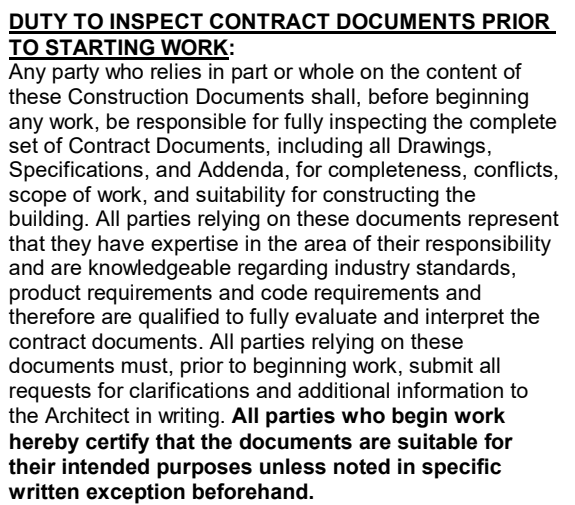 DUTY TO INSPECT CONTRACT DOCUMENTS PRIOR
TO STARTING WORK:
Any party who relies in part or whole on the content of
these Construction Documents shall, before beginning
any work, be responsible for fully inspecting the complete
set of Contract Documents, including all Drawings,
Specifications, and Addenda, for completeness, conflicts,
scope of work, and suitability for constructing the
building. All parties relying on these documents represent
that they have expertise in the area of their responsibility
and are knowledgeable regarding industry standards,
product requirements and code requirements and
therefore are qualified to fully evaluate and interpret the
contract documents. All parties relying on these
documents must, prior to beginning work, submit all
requests for clarifications and additional information to
the Architect in writing. All parties who begin work
hereby certify that the documents are suitable for
their intended purposes unless noted in specific
written exception beforehand.